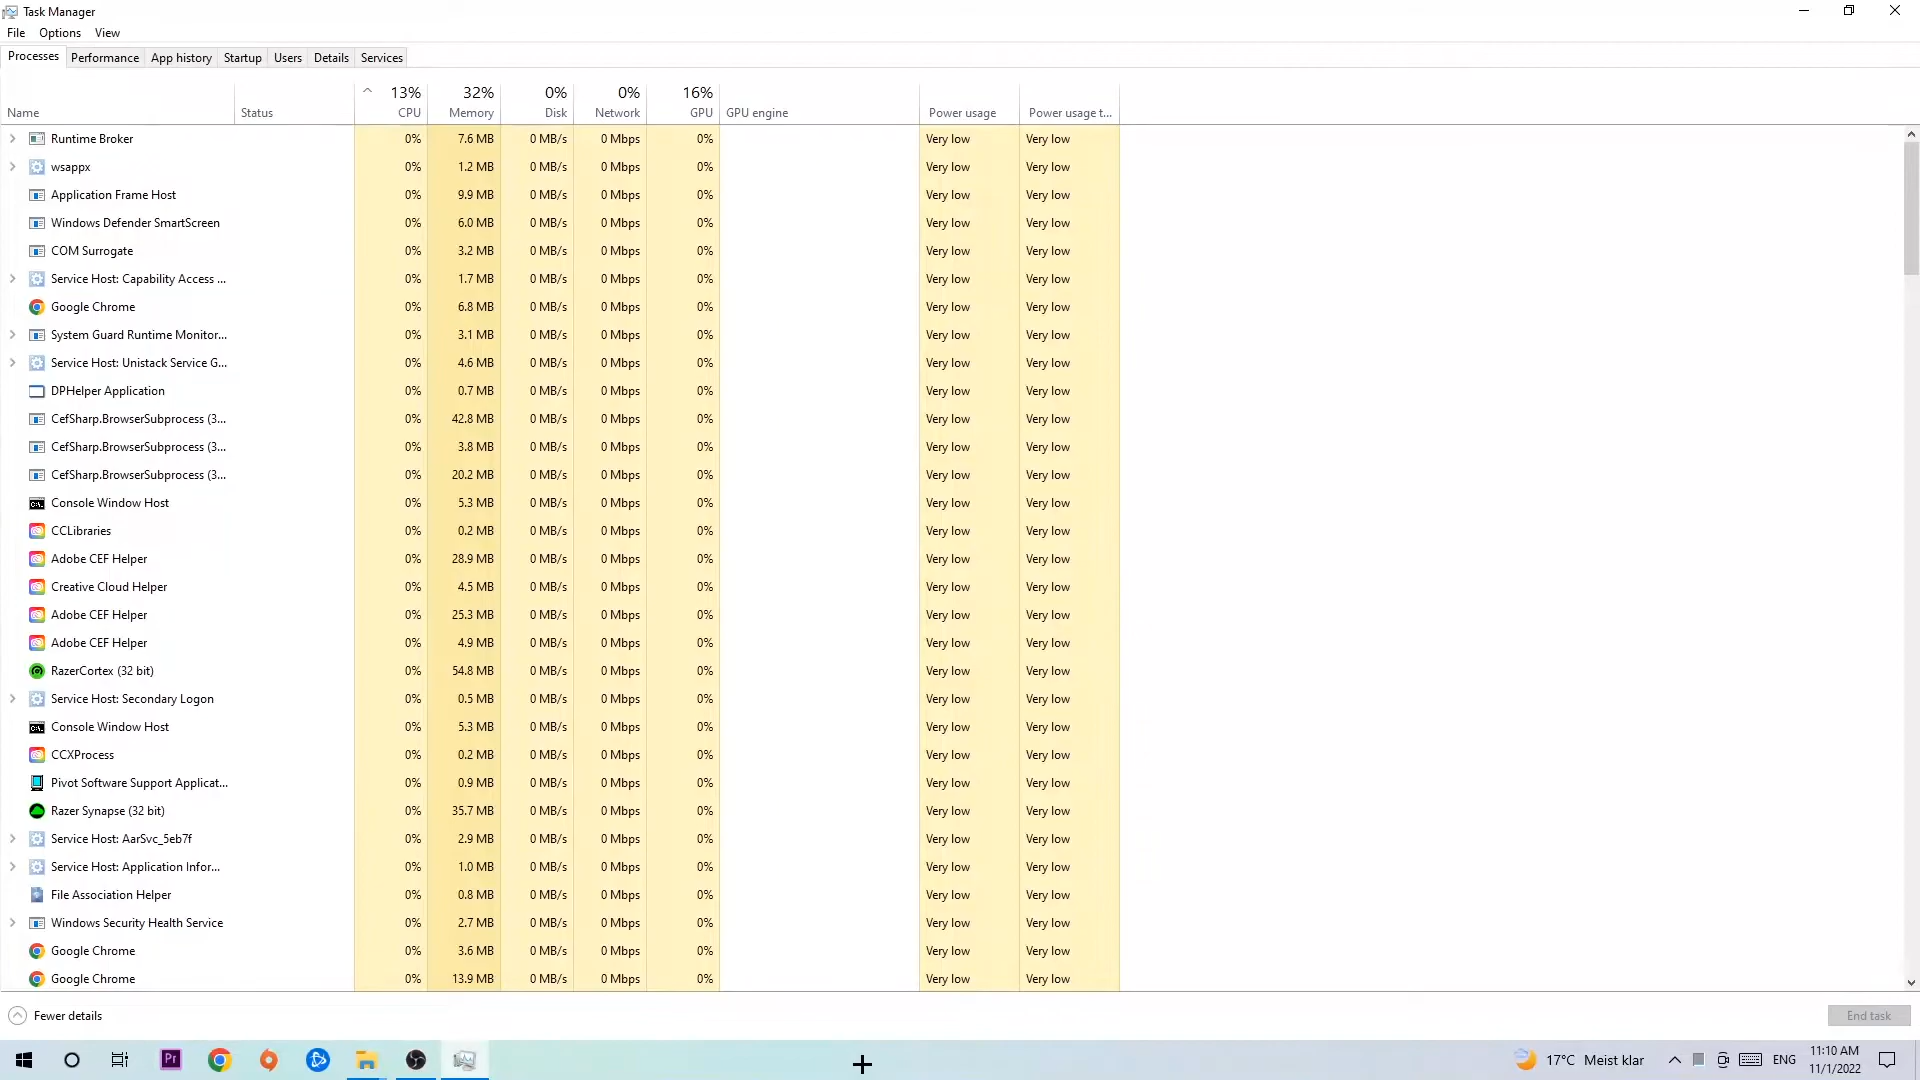 Task Manager
File Options View
Processes Performance App history Startup Users Details Services
13% 32% 0% 0% 16%
Name Status CPU Memory Disk Network GPU GPU engine Power usage Power usage t...
Runtime Broker 0% 7.6 MB 0 MB/s 0 Mbps 0% Very low Very low
wsappx 0% 1.2 MB 0 MB/s 0 Mbps 0% Very low Very low
Application Frame Host 0% 9.9 MB 0 MB/s 0 Mbps 0% Very low Very low
Windows Defender SmartScreen 0% 6.0 MB 0 MB/s 0 Mbps 0% Very low Very low
COM Surrogate 0% 3.2 MB 0 MB/s 0 Mbps 0% Very low Very low
Service Host: Capability Access ... 0% 1.7 MB 0 MB/s 0 Mbps 0% Very low Very low
Google Chrome 0% 6.8 MB 0 MB/s 0 Mbps 0% Very low Very low
System Guard Runtime Monitor... 0% 3.1 MB 0 MB/s 0 Mbps 0% Very low Very low
Service Host: Unistack Service G... 0% 4.6 MB 0 MB/s 0 Mbps 0% Very low Very low
DPHelper Application 0% 0.7 MB 0 MB/s 0 Mbps 0% Very low Very low
CefSharp.BrowserSubprocess (3... 0% 42.8 MB 0 MB/s 0 Mbps 0% Very low Very low
CefSharp.BrowserSubprocess (3... 0% 3.8 MB 0 MB/s 0 Mbps 0% Very low Very low
CefSharp.BrowserSubprocess (3... 0% 20.2 MB 0 MB/s 0 Mbps 0% Very low Very low
Console Window Host 0% 5.3 MB 0 MB/s 0 Mbps 0% Very low Very low
CCLibraries 0% 0.2 MB 0 MB/s 0 Mbps 0% Very low Very low
Adobe CEF Helper 0% 28.9 MB 0 MB/s 0 Mbps 0% Very low Very low
Creative Cloud Helper 0% 4.5 MB 0 MB/s 0 Mbps 0% Very low Very low
Adobe CEF Helper 0% 25.3 MB 0 MB/s 0 Mbps 0% Very low Very low
Adobe CEF Helper 0% 4.9 MB 0 MB/s 0 Mbps 0% Very low Very low
RazerCortex (32 bit) 0% 54.8 MB 0 MB/s 0 Mbps 0% Very low Very low
Service Host: Secondary Logon 0% 0.5 MB 0 MB/s 0 Mbps 0% Very low Very low
Console Window Host 0% 5.3 MB 0 MB/s 0 Mbps 0% Very low Very low
CCXProcess 0% 0.2 MB 0 MB/s 0 Mbps 0% Very low Very low
Pivot Software Support Applicat... 0% 0.9 MB 0 MB/s 0 Mbps 0% Very low Very low
Razer Synapse (32 bit) 0% 35.7 MB 0 MB/s 0 Mbps 0% Very low Very low
Service Host: AarSvc_5eb7f 0% 2.9 MB 0 MB/s 0 Mbps 0% Very low Very low
Service Host: Application Infor... 0% 1.0 MB 0 MB/s 0 Mbps 0% Very low Very low
File Association Helper 0% 0.8 MB 0 MB/s 0 Mbps 0% Very low Very low
Windows Security Health Service 0% 2.7 MB 0 MB/s 0 Mbps 0% Very low Very low
Google Chrome 0% 3.6 MB 0 MB/s 0 Mbps 0% Very low Very low
Google Chrome 0% 13.9 MB 0 MB/s 0 Mbps 0% Very low Very low
Fewer details End task
Pr 17°C Meist klar ENG 11:10 AM
11/1/2022